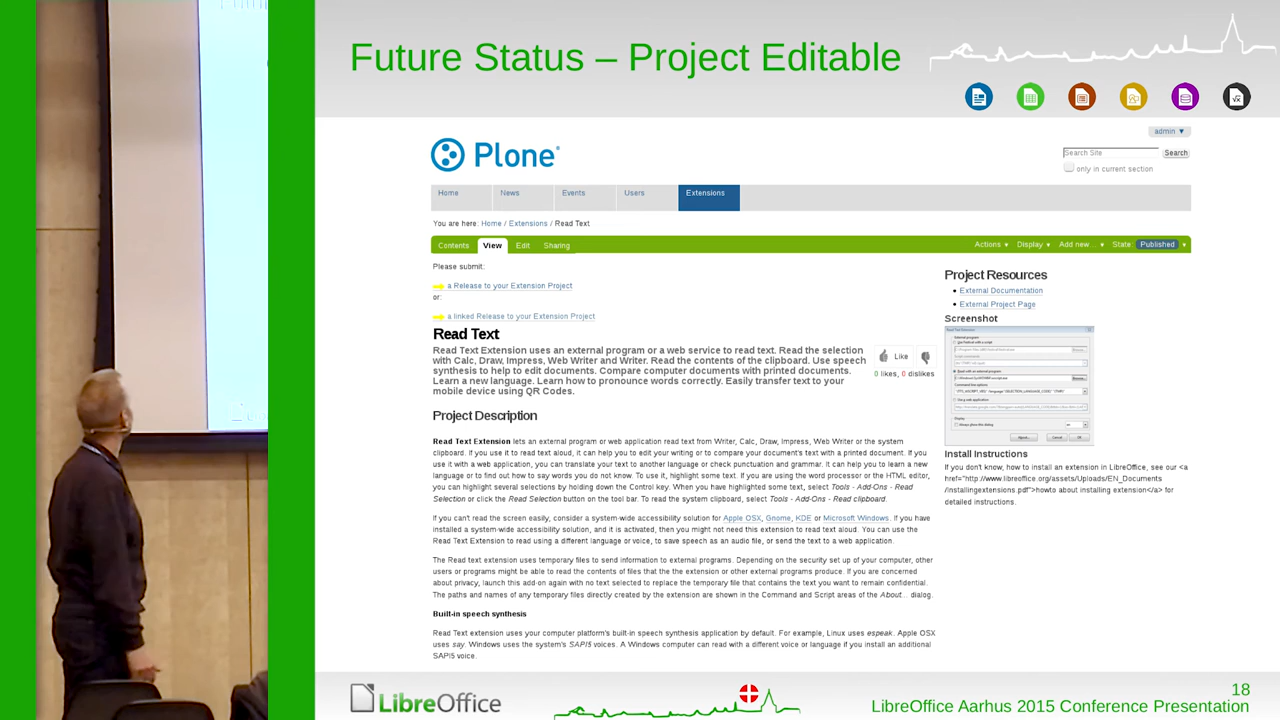 Future Status – Project Editable
admin ▼
Plone®
Search Site
Search
only in current section
Home
News
Events
Users
Extensions
You are here: Home / Extensions / Read Text
Contents
View
Edit
Sharing
Actions ▾
Display ▾
Add new… ▾
State: Published ▾
Please submit:
a Release to your Extension Project
or:
a linked Release to your Extension Project
Read Text
Read Text Extension uses an external program or a web service to read text. Read the selection
with Calc, Draw, Impress, Web Writer and Writer. Read the contents of the clipboard. Use speech
synthesis to help to edit documents. Compare computer documents with printed documents.
Learn a new language. Learn how to pronounce words correctly. Easily transfer text to your
mobile device using QR Codes.
Like
0 likes, 0 dislikes
Project Description
Read Text Extension lets an external program or web application read text from Writer, Calc, Draw, Impress, Web Writer or the system
clipboard. If you use it to read text aloud, it can help you to edit your writing or to compare your document's text with a printed document. If you
use it with a web application, you can translate your text to another language or check punctuation and grammar. It can help you to learn a new
language or to find out how to say words you do not know. To use it, highlight some text. If you are using the word processor or the HTML editor,
you can highlight several selections by holding down the Control key. When you have highlighted some text, select Tools - Add-Ons - Read
Selection or click the Read Selection button on the tool bar. To read the system clipboard, select Tools - Add-Ons - Read clipboard.
If you can't read the screen easily, consider a system-wide accessibility solution for Apple OSX, Gnome, KDE or Microsoft Windows. If you have
installed a system-wide accessibility solution, and it is activated, then you might not need this extension to read text aloud. You can use the
Read Text Extension to read using a different language or voice, to save speech as an audio file, or to send the text to a web application.
The Read text extension uses temporary files to send information to external programs. Depending on the security set up of your computer, other
users or programs might be able to read the contents of files that the the extension or other external programs produce. If you are concerned
about privacy, launch this add-on again with no text selected to replace the temporary file that contains the text you want to remain confidential.
The paths and names of any temporary files directly created by the extension are shown in the Command and Script areas of the About… dialog.
Built-in speech synthesis
Read Text extension uses your computer platform's built-in speech synthesis application by default. For example, Linux uses espeak. Apple OSX
uses say. Windows uses the system's SAPI5 voices. A Windows computer can read with a different voice or language if you install an additional
SAPI5 voice.
Project Resources
External Documentation
External Project Page
Screenshot
Install Instructions
If you don't know, how to install an extension in LibreOffice, see our <a
href="http://www.libreoffice.org/assets/Uploads/EN_Documents
/installingextensions.pdf">howto about installing extension</a> for
detailed instructions.
LibreOffice
18
LibreOffice Aarhus 2015 Conference Presentation